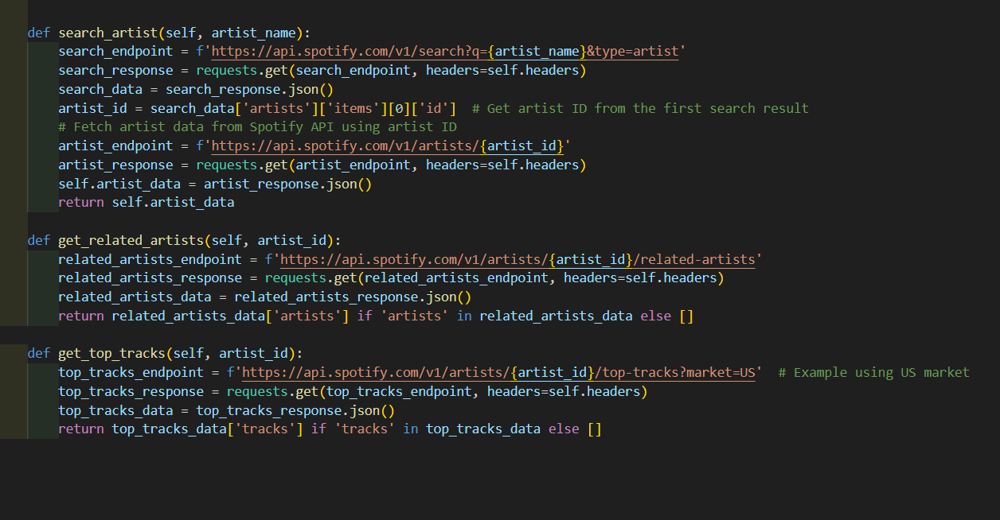 def search_artist(self, artist_name):
    search_endpoint = f'https://api.spotify.com/v1/search?q={artist_name}&type=artist'
    search_response = requests.get(search_endpoint, headers=self.headers)
    search_data = search_response.json()
    artist_id = search_data['artists']['items'][0]['id']  # Get artist ID from the first search result
    # Fetch artist data from Spotify API using artist ID
    artist_endpoint = f'https://api.spotify.com/v1/artists/{artist_id}'
    artist_response = requests.get(artist_endpoint, headers=self.headers)
    self.artist_data = artist_response.json()
    return self.artist_data

def get_related_artists(self, artist_id):
    related_artists_endpoint = f'https://api.spotify.com/v1/artists/{artist_id}/related-artists'
    related_artists_response = requests.get(related_artists_endpoint, headers=self.headers)
    related_artists_data = related_artists_response.json()
    return related_artists_data['artists'] if 'artists' in related_artists_data else []

def get_top_tracks(self, artist_id):
    top_tracks_endpoint = f'https://api.spotify.com/v1/artists/{artist_id}/top-tracks?market=US'  # Example using US market
    top_tracks_response = requests.get(top_tracks_endpoint, headers=self.headers)
    top_tracks_data = top_tracks_response.json()
    return top_tracks_data['tracks'] if 'tracks' in top_tracks_data else []